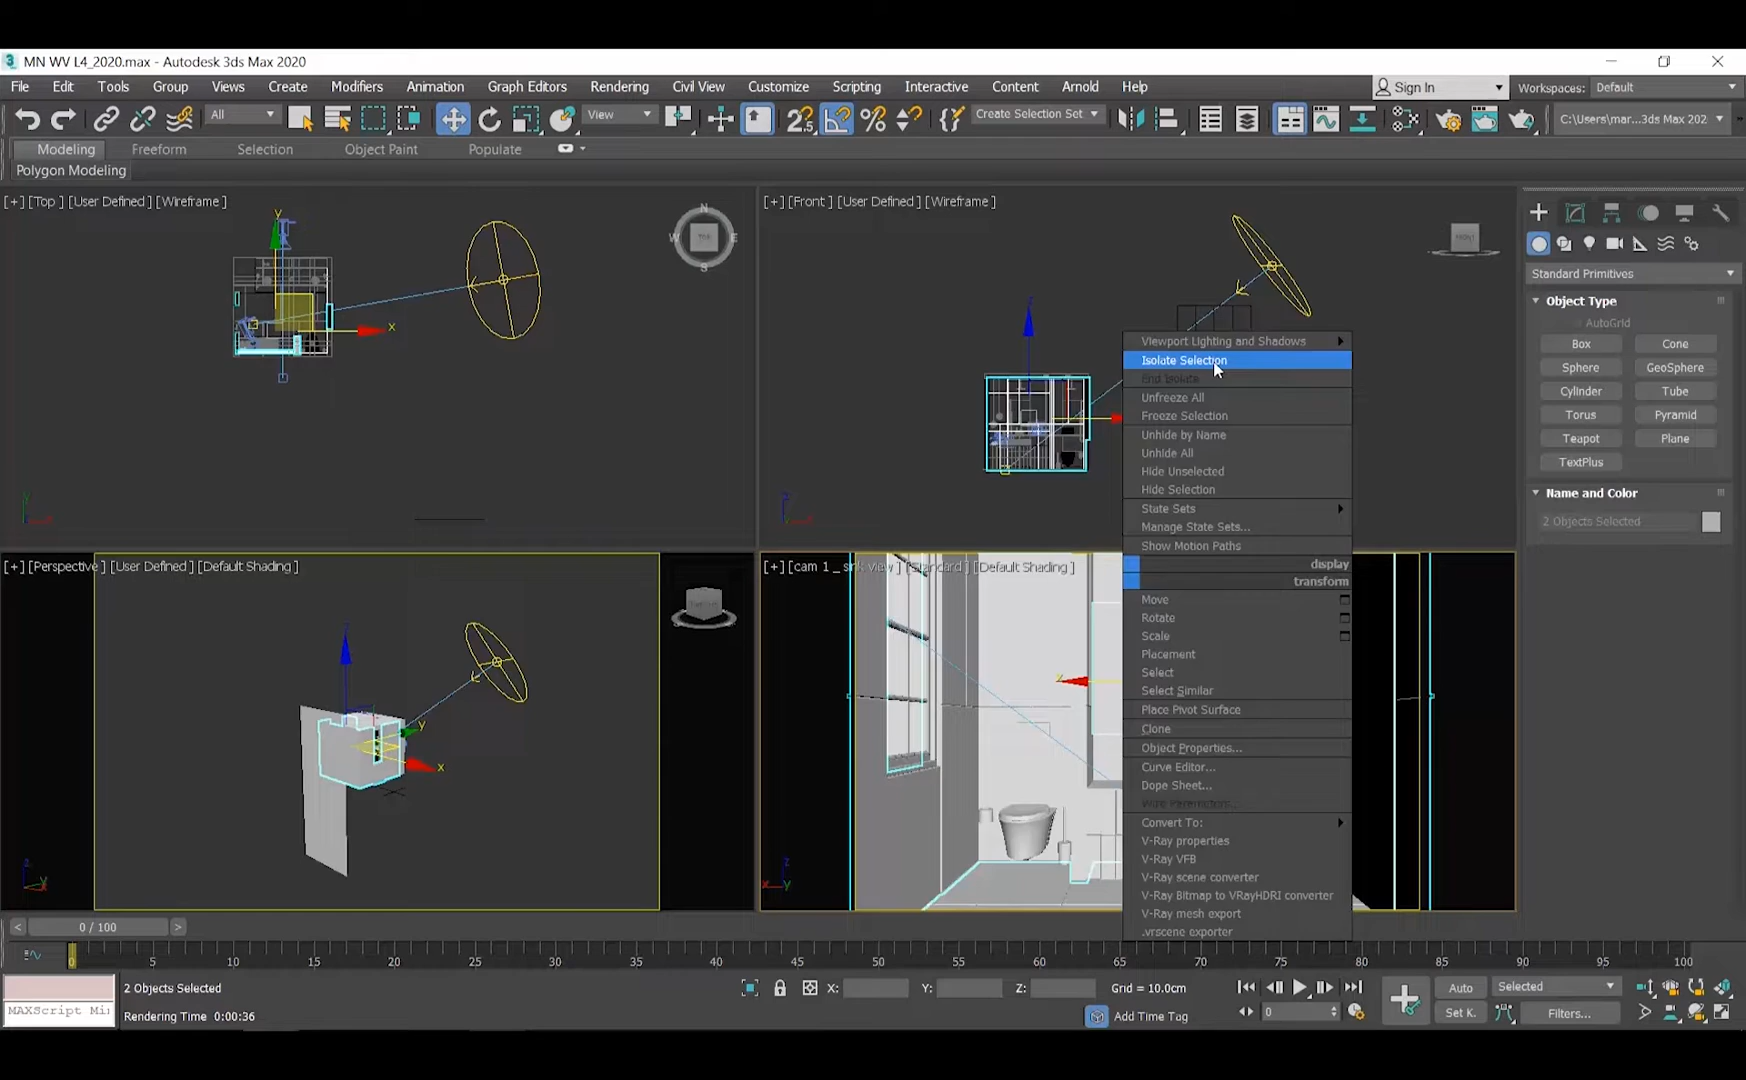 MN WV L4_2020.max - Autodesk 3ds Max 2020
File Edit Tools Group Views Create Modifiers Animation Graph Editors Rendering Civil View Customize Scripting Interactive Content Arnold Help Sign In Workspaces: Default
All View Create Selection Set C:\Users\mar...3ds Max 202
Modeling Freeform Selection Object Paint Populate
Polygon Modeling
[+] [Top ] [User Defined ] [Wireframe ]
[+] [Front ] [User Defined ] [Wireframe ]
Standard Primitives
Object Type
AutoGrid
Box Cone
Sphere GeoSphere
Cylinder Tube
Torus Pyramid
Teapot Plane
TextPlus
Name and Color
2 Objects Selected
Viewport Lighting and Shadows
Isolate Selection
End Isolate
Unfreeze All
Freeze Selection
Unhide by Name
Unhide All
Hide Unselected
Hide Selection
State Sets
Manage State Sets...
Show Motion Paths
display
transform
Move
Rotate
Scale
Placement
Select
Select Similar
Place Pivot Surface
Clone
Object Properties...
Curve Editor...
Dope Sheet...
Wire Parameters...
Convert To:
V-Ray properties
V-Ray VFB
V-Ray scene converter
V-Ray Bitmap to VRayHDRI converter
V-Ray mesh export
.vrscene exporter
[+] [Perspective ] [User Defined ] [Default Shading ]
[+] [cam 1 _ sink view ] [Standard ] [Default Shading ]
0 / 100
5 10 15 20 25 30 35 40 45 50 55 60 65 70 75 80 85 90 95 100
2 Objects Selected X: Y: Z: Grid = 10.0cm Auto Selected
MAXScript Mi:
Rendering Time 0:00:36 Add Time Tag 0 Set K. Filters...